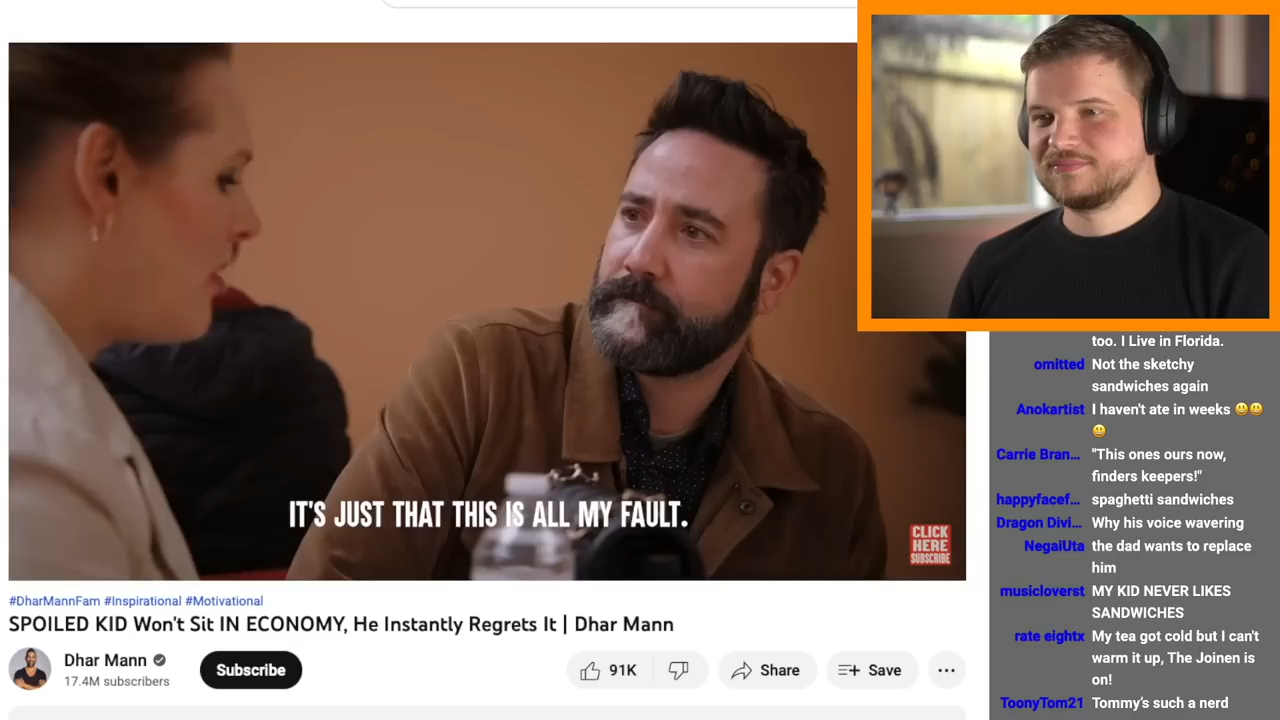 IT'S JUST THAT THIS IS ALL MY FAULT.
CLICK
HERE
SUBSCRIBE
#DharMannFam #Inspirational #Motivational
SPOILED KID Won't Sit IN ECONOMY, He Instantly Regrets It | Dhar Mann
Dhar Mann
17.4M subscribers
Subscribe
91K
Share
Save
too. I Live in Florida.
omitted Not the sketchy
sandwiches again
Anokartist I haven't ate in weeks 😃😃
😃
Carrie Bran... "This ones ours now,
finders keepers!"
happyfacef... spaghetti sandwiches
Dragon Divi... Why his voice wavering
NegaiUta the dad wants to replace
him
musicloverst MY KID NEVER LIKES
SANDWICHES
rate eightx My tea got cold but I can't
warm it up, The Joinen is
on!
ToonyTom21 Tommy's such a nerd